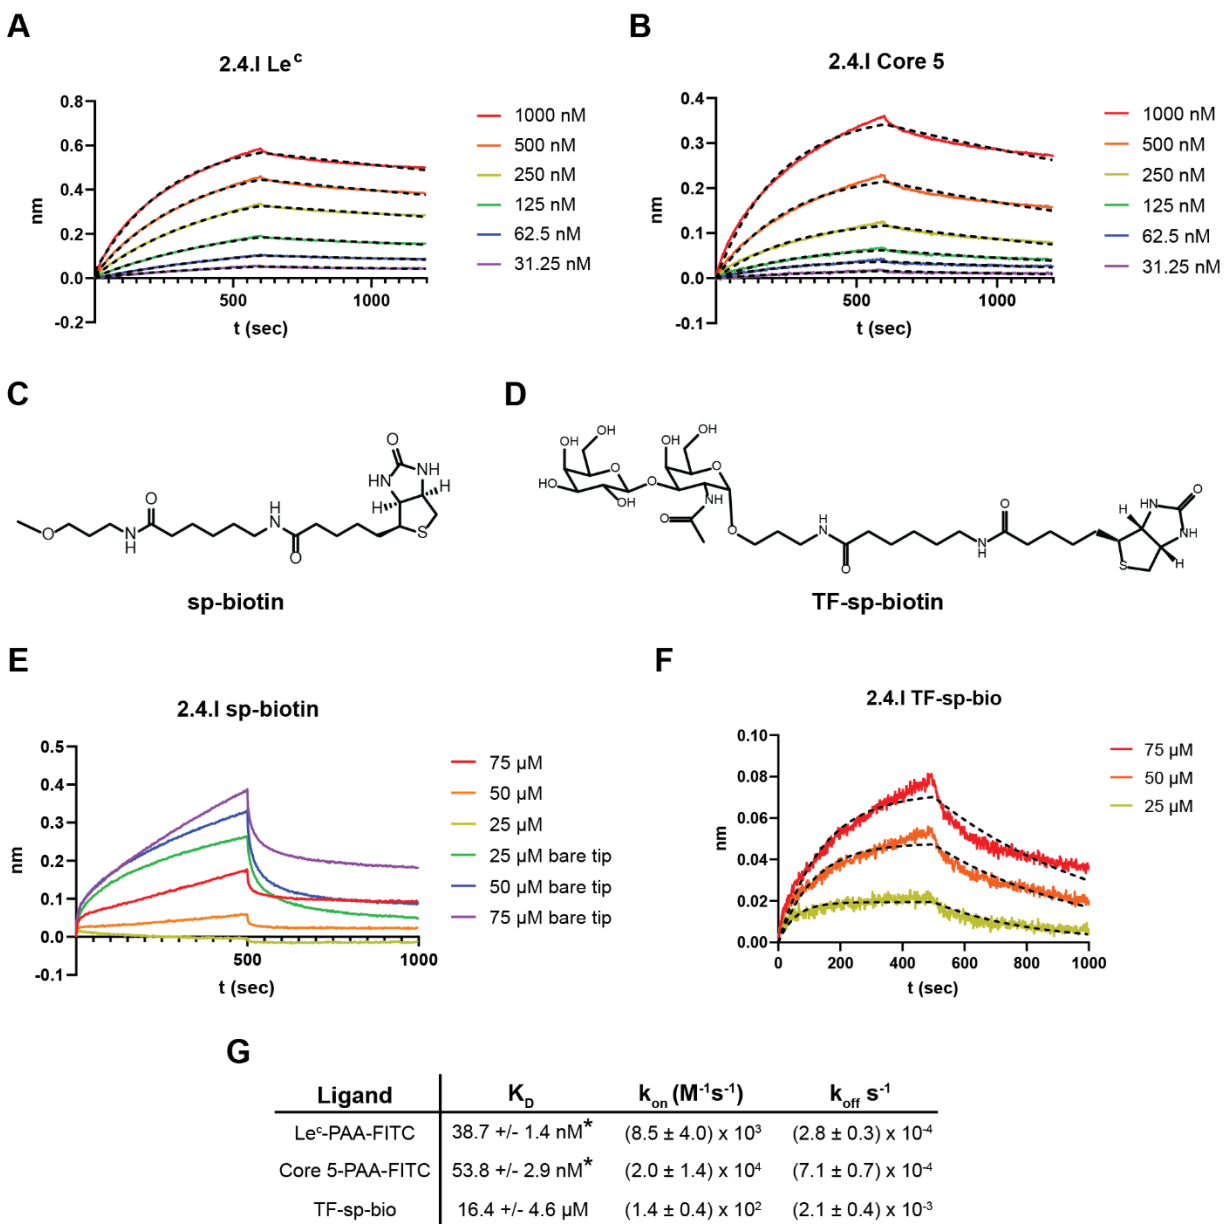 A
2.4.I Leᶜ
0.8
0.6
0.4
0.2
0.0
-0.2
nm
500
1000
t (sec)
1000 nM
500 nM
250 nM
125 nM
62.5 nM
31.25 nM
B
2.4.I Core 5
0.4
0.3
0.2
0.1
0.0
-0.1
nm
500
1000
t (sec)
1000 nM
500 nM
250 nM
125 nM
62.5 nM
31.25 nM
C
O
HN
NH
H
H
S
O
N
H
O
H
N
O
sp-biotin
D
OH
OH
OH
OH
HO
HO
O
OH
O
O
NH
O
O
H
N
O
N
H
O
HN
O
NH
H
H
S
TF-sp-biotin
E
2.4.I sp-biotin
0.5
0.4
0.3
0.2
0.1
0.0
-0.1
nm
500
1000
t (sec)
75 µM
50 µM
25 µM
25 µM bare tip
50 µM bare tip
75 µM bare tip
F
2.4.I TF-sp-bio
0.10
0.08
0.06
0.04
0.02
0.00
nm
0 200 400 600 800 1000
t (sec)
75 µM
50 µM
25 µM
G
Ligand K_D k_on (M⁻¹s⁻¹) k_off s⁻¹
Leᶜ-PAA-FITC 38.7 +/- 1.4 nM* (8.5 ± 4.0) x 10³ (2.8 ± 0.3) x 10⁻⁴
Core 5-PAA-FITC 53.8 +/- 2.9 nM* (2.0 ± 1.4) x 10⁴ (7.1 ± 0.7) x 10⁻⁴
TF-sp-bio 16.4 +/- 4.6 µM (1.4 ± 0.4) x 10² (2.1 ± 0.4) x 10⁻³